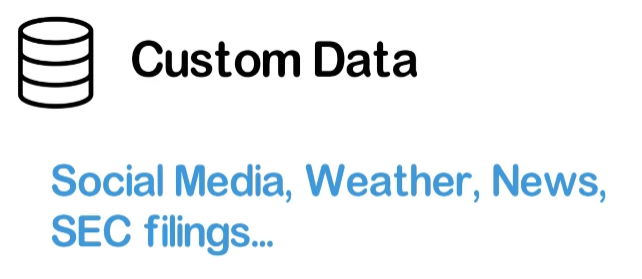 Custom Data
Social Media, Weather, News,
SEC filings...